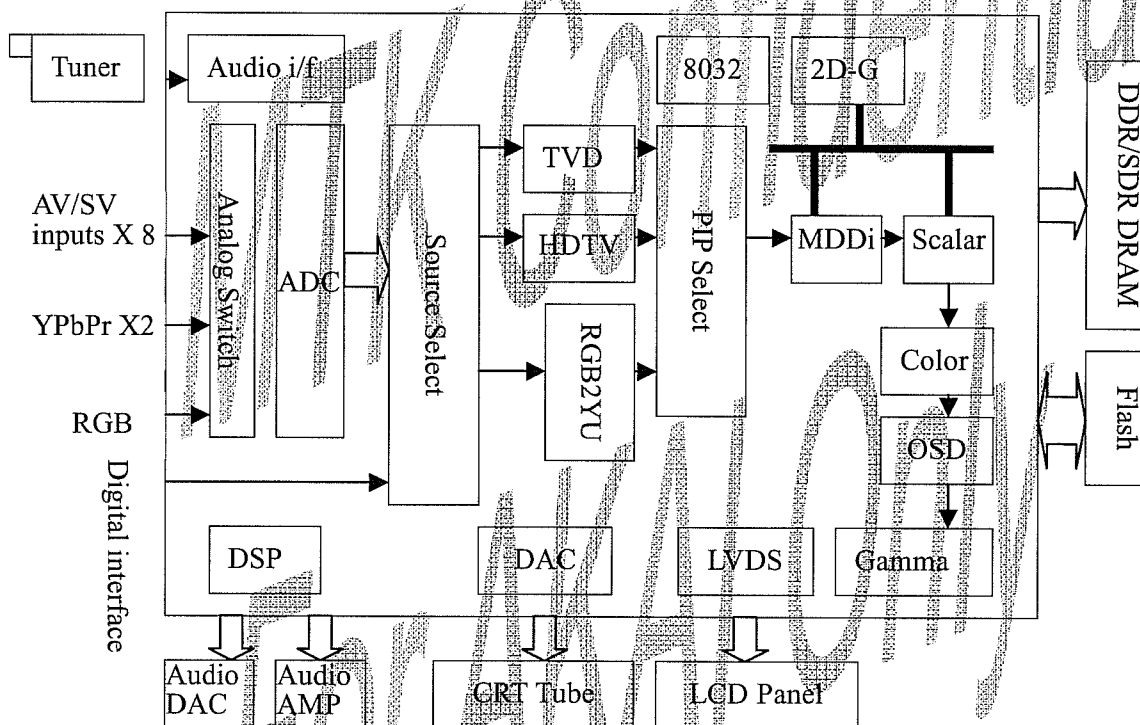 Tuner
Audio i/f
8032
2D-G
TVD
HDTV
RGB2YU
AV/SV
inputs X 8
YPbPr X2
RGB
Digital interface
Analog Switch
ADC
Source Select
PIP Select
MDDi
Scalar
Color
OSD
Gamma
DDR/SDR DRAM
Flash
DSP
DAC
LVDS
Audio
DAC
Audio
AMP
CRT Tube
LCD Panel